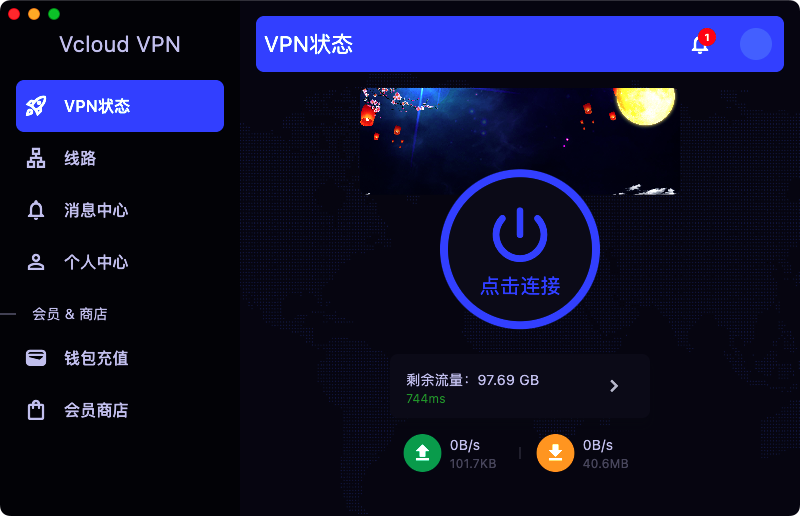 Vcloud VPN
VPN状态
线路
消息中心
个人中心
会员 & 商店
钱包充值
会员商店
VPN状态
1
点击连接
剩余流量：97.69 GB
744ms
0B/s
101.7KB
0B/s
40.6MB